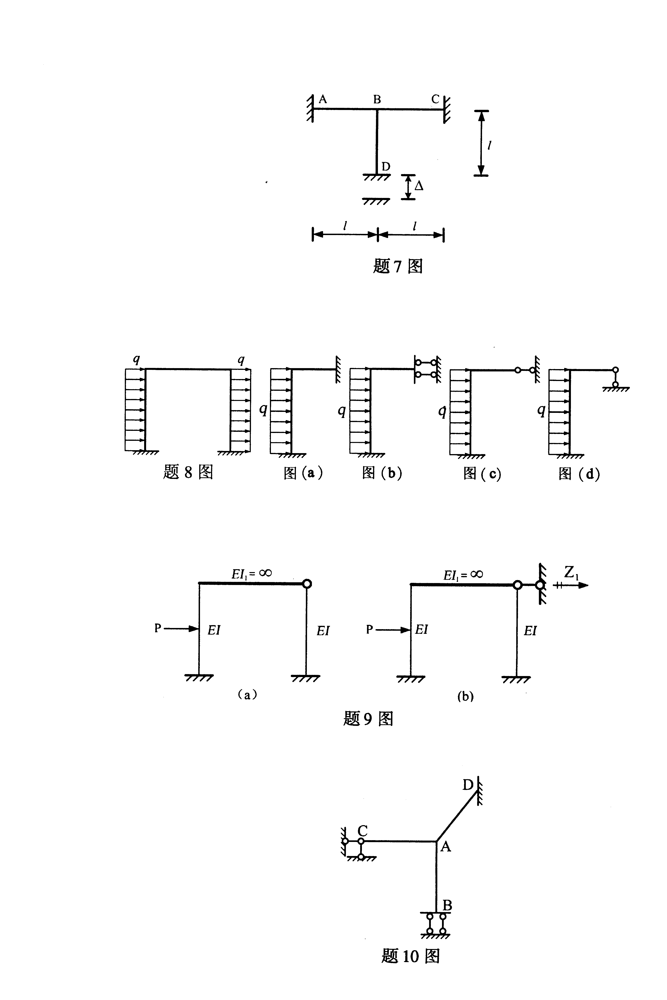 A B C
l
D
Δ
l l
题7图
q q
q q q q
题8图 图(a) 图(b) 图(c) 图(d)
EI₁=∞ EI₁=∞ Z₁
P EI EI P EI EI
(a) (b)
题9图
D
C
A
B
题10图